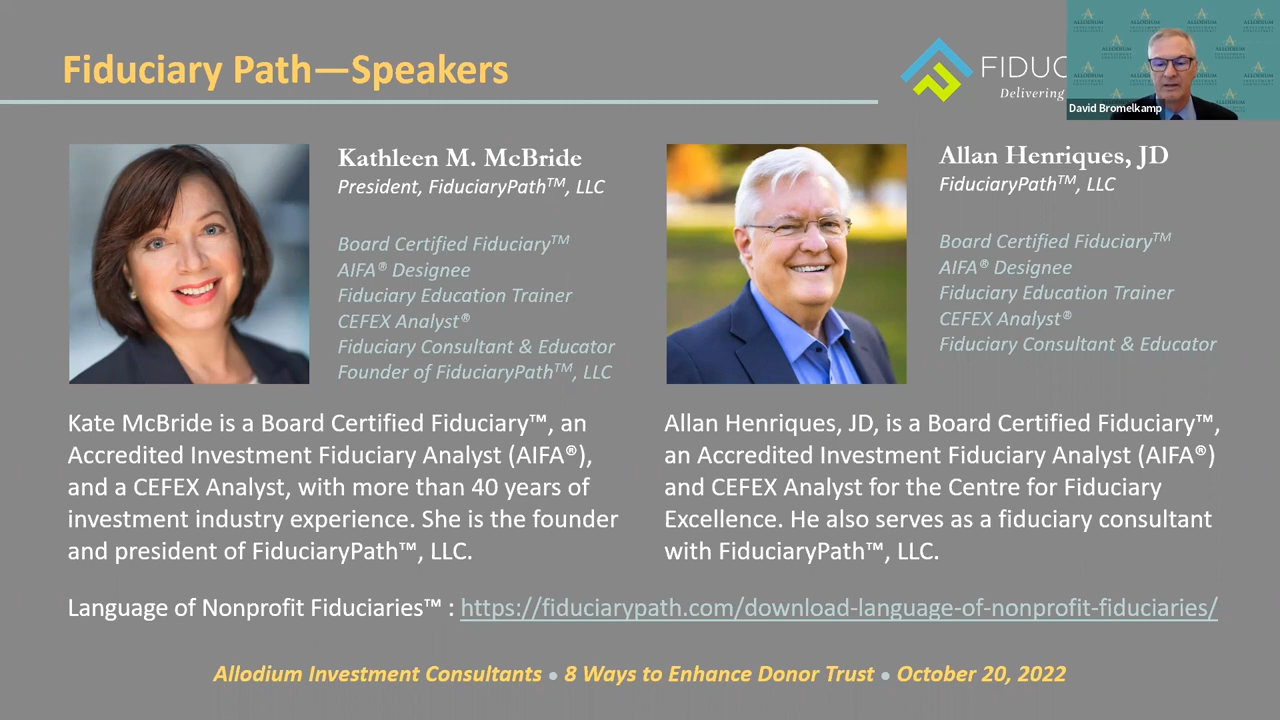 Fiduciary Path—Speakers
FIDUC
Delivering
ALLODIUM
David Bromelkamp
Kathleen M. McBride
President, FiduciaryPath™, LLC
Board Certified Fiduciary™
AIFA® Designee
Fiduciary Education Trainer
CEFEX Analyst®
Fiduciary Consultant & Educator
Founder of FiduciaryPath™, LLC
Allan Henriques, JD
FiduciaryPath™, LLC
Board Certified Fiduciary™
AIFA® Designee
Fiduciary Education Trainer
CEFEX Analyst®
Fiduciary Consultant & Educator
Kate McBride is a Board Certified Fiduciary™, an
Accredited Investment Fiduciary Analyst (AIFA®),
and a CEFEX Analyst, with more than 40 years of
investment industry experience. She is the founder
and president of FiduciaryPath™, LLC.
Allan Henriques, JD, is a Board Certified Fiduciary™,
an Accredited Investment Fiduciary Analyst (AIFA®)
and CEFEX Analyst for the Centre for Fiduciary
Excellence. He also serves as a fiduciary consultant
with FiduciaryPath™, LLC.
Language of Nonprofit Fiduciaries™ : https://fiduciarypath.com/download-language-of-nonprofit-fiduciaries/
Allodium Investment Consultants • 8 Ways to Enhance Donor Trust • October 20, 2022